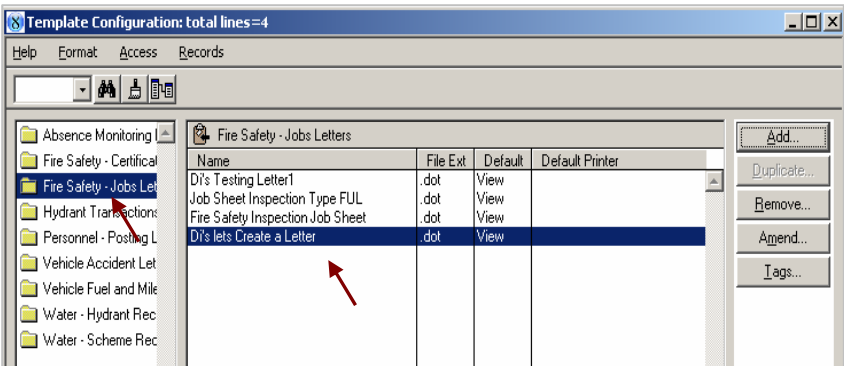 Template Configuration: total lines=4
Help Format Access Records
Absence Monitoring
Fire Safety - Certificat
Fire Safety - Jobs Let
Hydrant Transactions
Personnel - Posting L
Vehicle Accident Let
Vehicle Fuel and Mile
Water - Hydrant Rec
Water - Scheme Rec
Fire Safety - Jobs Letters
Name File Ext Default Default Printer
Di's Testing Letter1 .dot View
Job Sheet Inspection Type FUL .dot View
Fire Safety Inspection Job Sheet .dot View
Di's lets Create a Letter .dot View
Add...
Duplicate...
Remove...
Amend...
Tags...